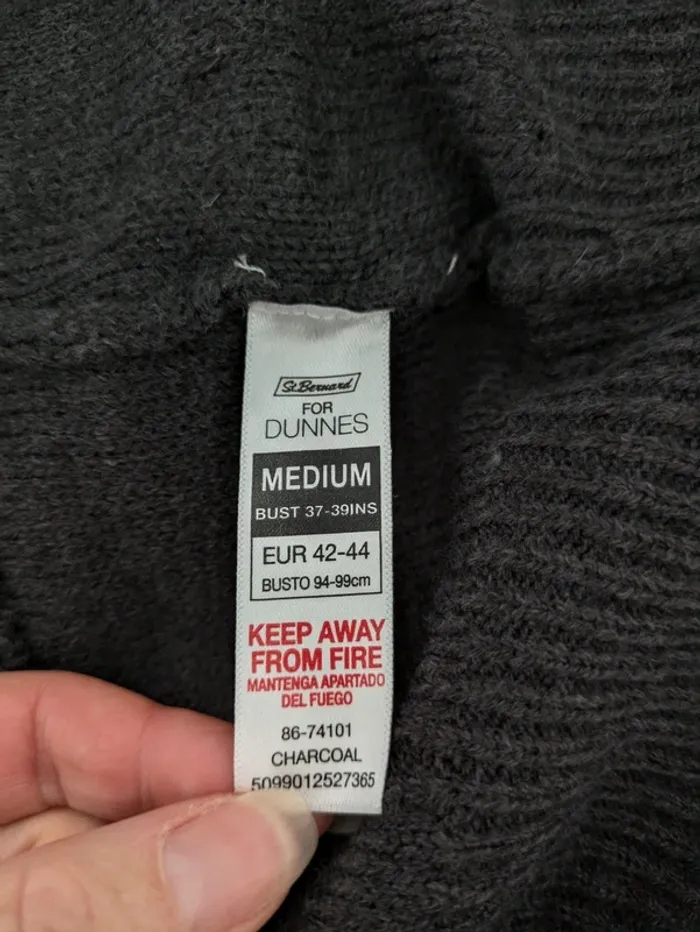 St.Bernard
FOR
DUNNES
MEDIUM
BUST 37-39INS
EUR 42-44
BUSTO 94-99cm
KEEP AWAY
FROM FIRE
MANTENGA APARTADO
DEL FUEGO
86-74101
CHARCOAL
5099012527365